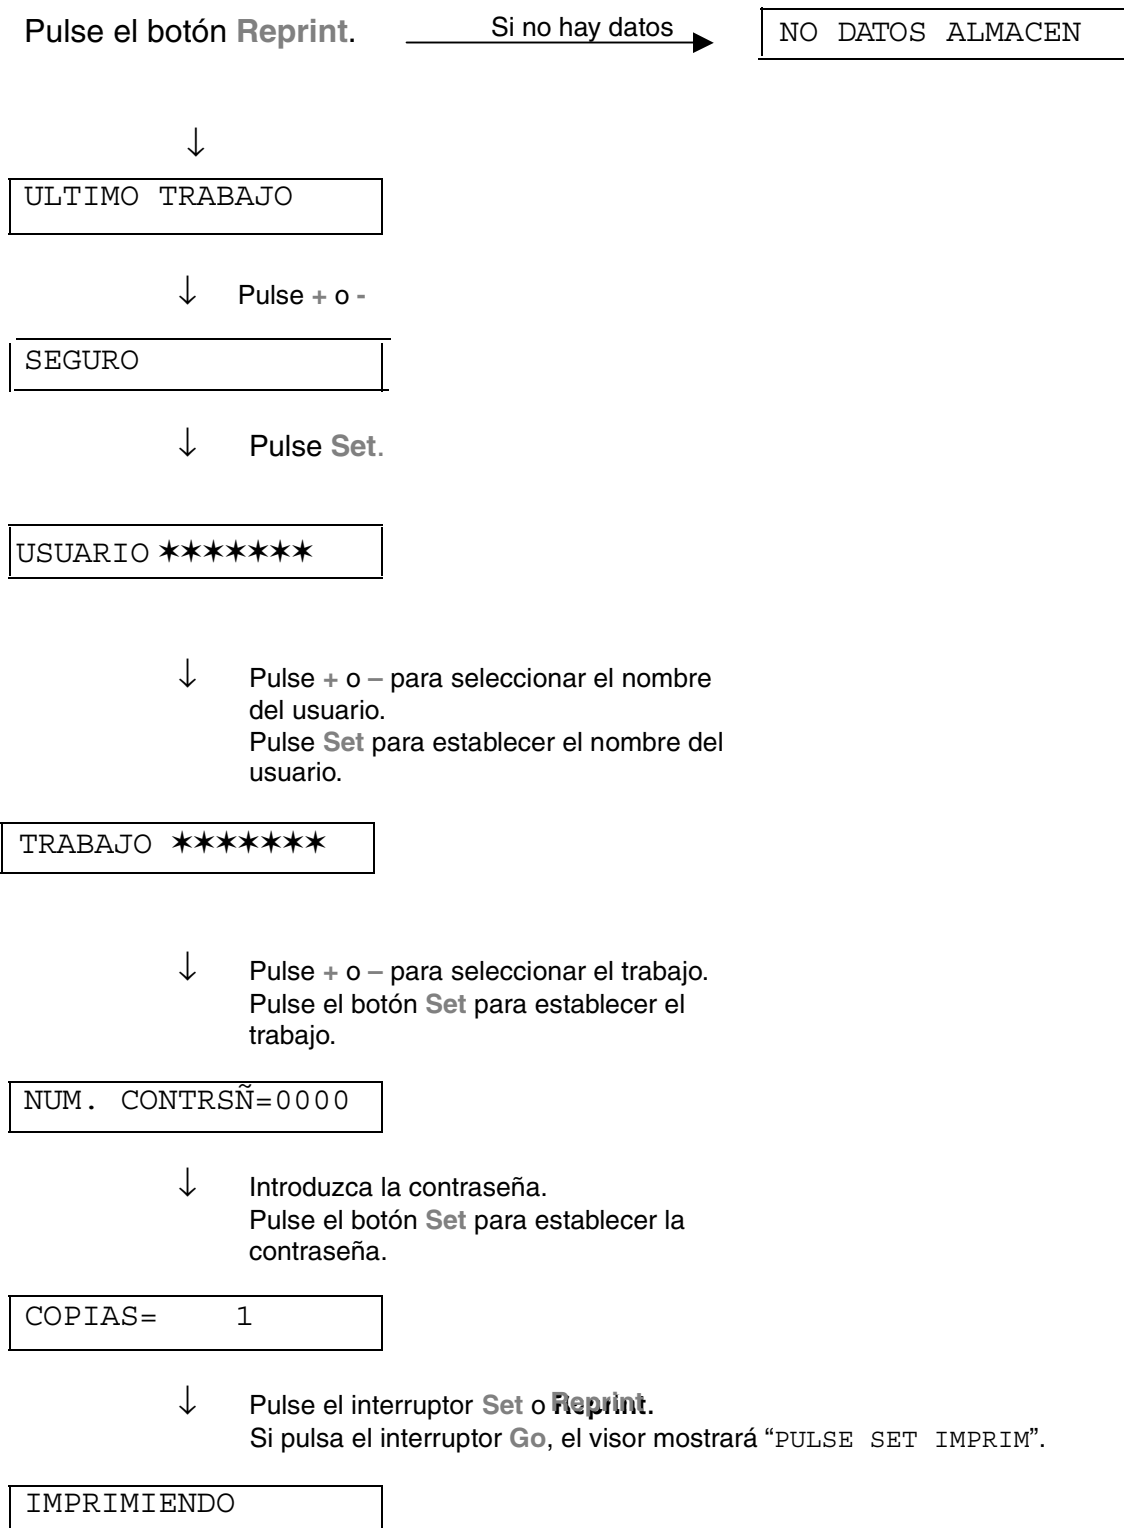 Pulse el botón Reprint. Si no hay datos NO DATOS ALMACEN
↓
ULTIMO TRABAJO
↓ Pulse + o -
SEGURO
↓ Pulse Set.
USUARIO ✶✶✶✶✶✶✶
↓ Pulse + o – para seleccionar el nombre
del usuario.
Pulse Set para establecer el nombre del
usuario.
TRABAJO ✶✶✶✶✶✶✶
↓ Pulse + o – para seleccionar el trabajo.
Pulse el botón Set para establecer el
trabajo.
NUM. CONTRSÑ=0000
↓ Introduzca la contraseña.
Pulse el botón Set para establecer la
contraseña.
COPIAS= 1
↓ Pulse el interruptor Set o Reprint.
Si pulsa el interruptor Go, el visor mostrará “PULSE SET IMPRIM”.
IMPRIMIENDO